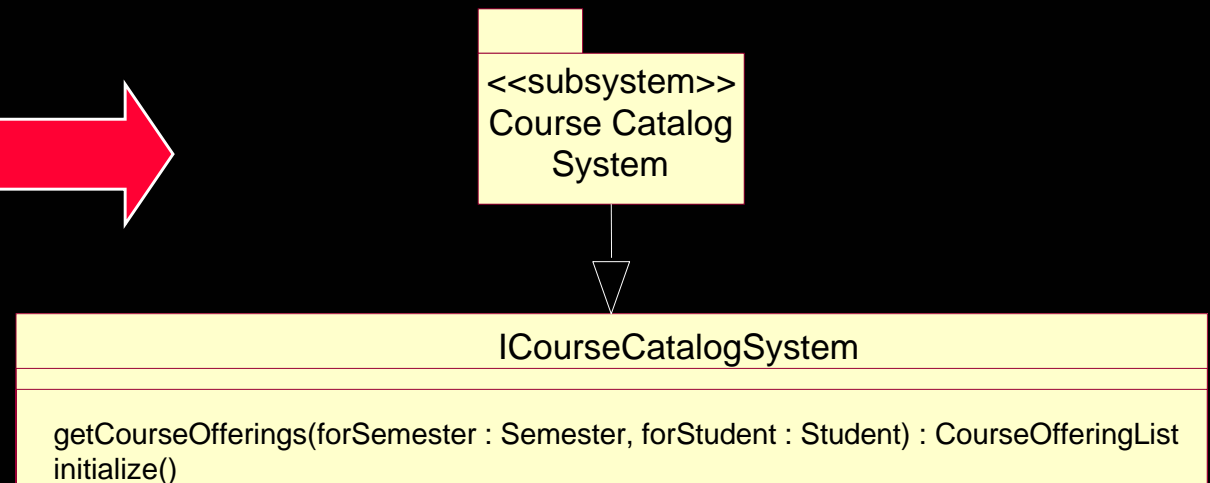 <<subsystem>>
Course Catalog
System
ICourseCatalogSystem
getCourseOfferings(forSemester : Semester, forStudent : Student) : CourseOfferingList
initialize()